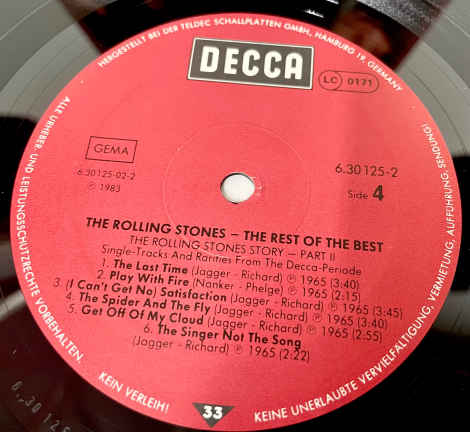 HERGESTELLT BEI DER TELDEC SCHALLPLATTEN GMBH, HAMBURG 19, GERMANY
DECCA
LC 0171
GEMA
6.30125-02-2
℗ 1983
6.30125-2
Side 4
THE ROLLING STONES – THE REST OF THE BEST
THE ROLLING STONES STORY – PART II
Single-Tracks And Rarities From The Decca-Periode
1. The Last Time (Jagger - Richard) ℗ 1965 (3:40)
2. Play With Fire (Nanker - Phelge) ℗ 1965 (2:15)
3. (I Can't Get No) Satisfaction (Jagger - Richard) ℗ 1965 (3:45)
4. The Spider And The Fly (Jagger - Richard) ℗ 1965 (3:40)
5. Get Off Of My Cloud (Jagger - Richard) ℗ 1965 (2:55)
6. The Singer Not The Song
(Jagger - Richard) ℗ 1965 (2:22)
33
ALLE URHEBER- UND LEISTUNGSSCHUTZRECHTE VORBEHALTEN
KEIN VERLEIH!
KEINE UNERLAUBTE VERVIELFÄLTIGUNG, VERMIETUNG, AUFFÜHRUNG, SENDUNG!